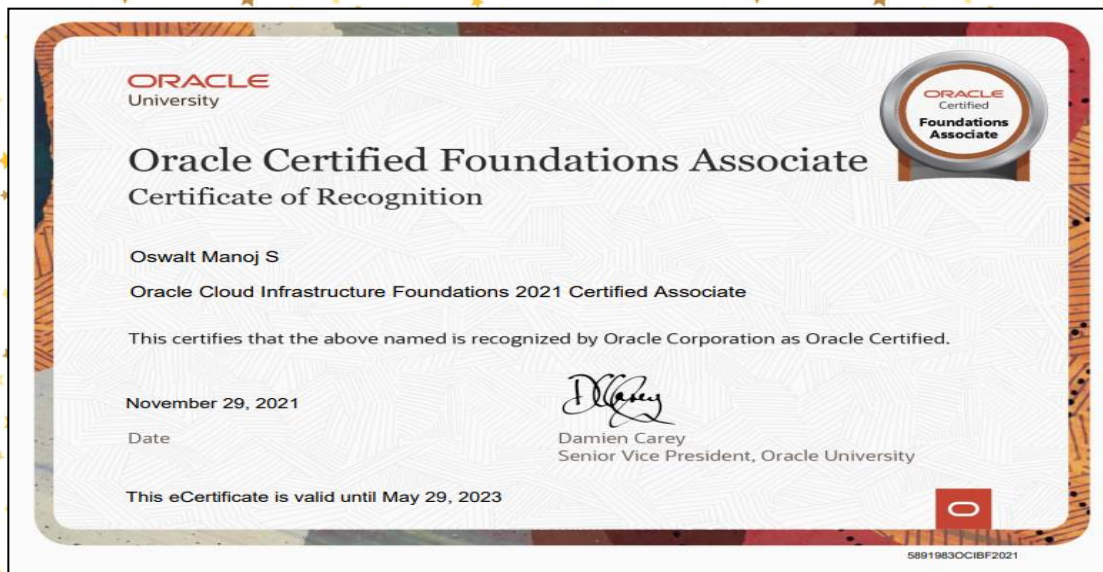 ORACLE
University
ORACLE
Certified
Foundations
Associate
Oracle Certified Foundations Associate
Certificate of Recognition
Oswalt Manoj S
Oracle Cloud Infrastructure Foundations 2021 Certified Associate
This certifies that the above named is recognized by Oracle Corporation as Oracle Certified.
November 29, 2021
Date
DCarey
Damien Carey
Senior Vice President, Oracle University
This eCertificate is valid until May 29, 2023
5891983OCIBF2021